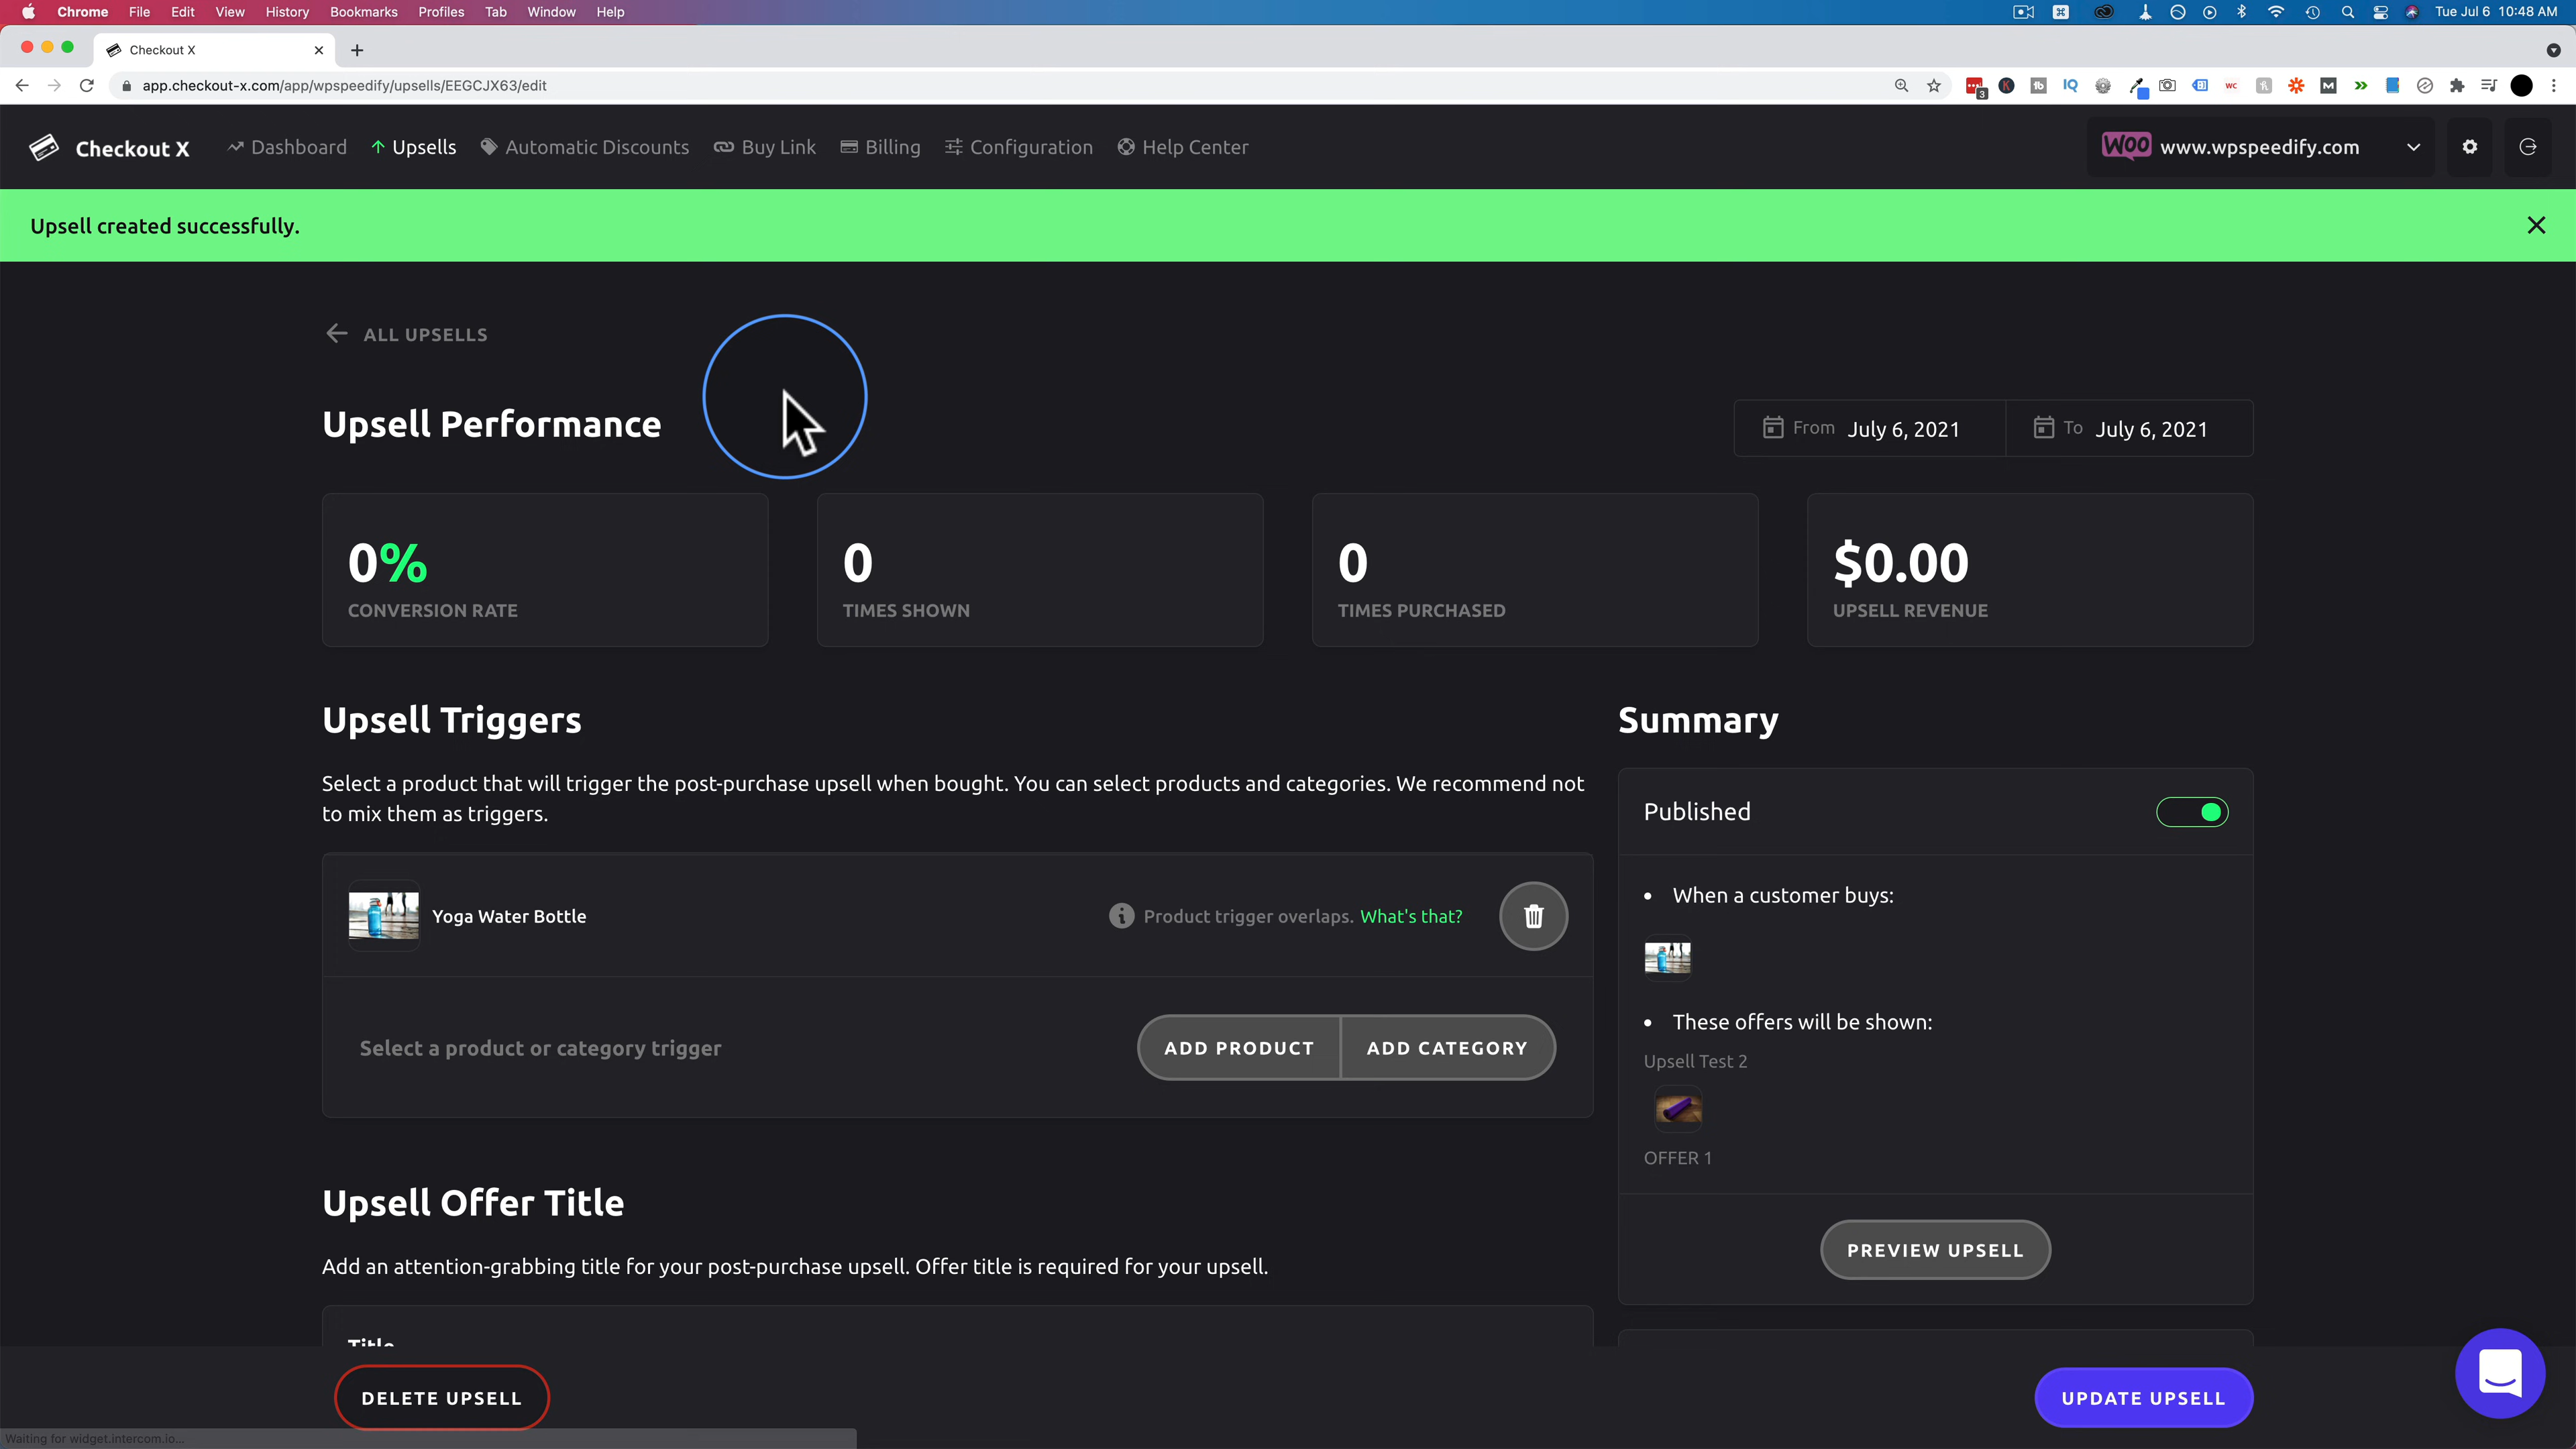 Chrome File Edit View History Bookmarks Profiles Tab Window Help Tue Jul 6 10:48 AM
Checkout X
app.checkout-x.com/app/wpspeedify/upsells/EEGCJX63/edit
Checkout X Dashboard Upsells Automatic Discounts Buy Link Billing Configuration Help Center Woo www.wpspeedify.com
Upsell created successfully.
ALL UPSELLS
Upsell Performance
From July 6, 2021 To July 6, 2021
0% 0 0 $0.00
CONVERSION RATE TIMES SHOWN TIMES PURCHASED UPSELL REVENUE
Upsell Triggers
Select a product that will trigger the post-purchase upsell when bought. You can select products and categories. We recommend not
to mix them as triggers.
Yoga Water Bottle Product trigger overlaps. What's that?
Select a product or category trigger ADD PRODUCT ADD CATEGORY
Upsell Offer Title
Add an attention-grabbing title for your post-purchase upsell. Offer title is required for your upsell.
Title
Summary
Published
When a customer buys:
These offers will be shown:
Upsell Test 2
OFFER 1
PREVIEW UPSELL
DELETE UPSELL UPDATE UPSELL
Waiting for widget.intercom.io...